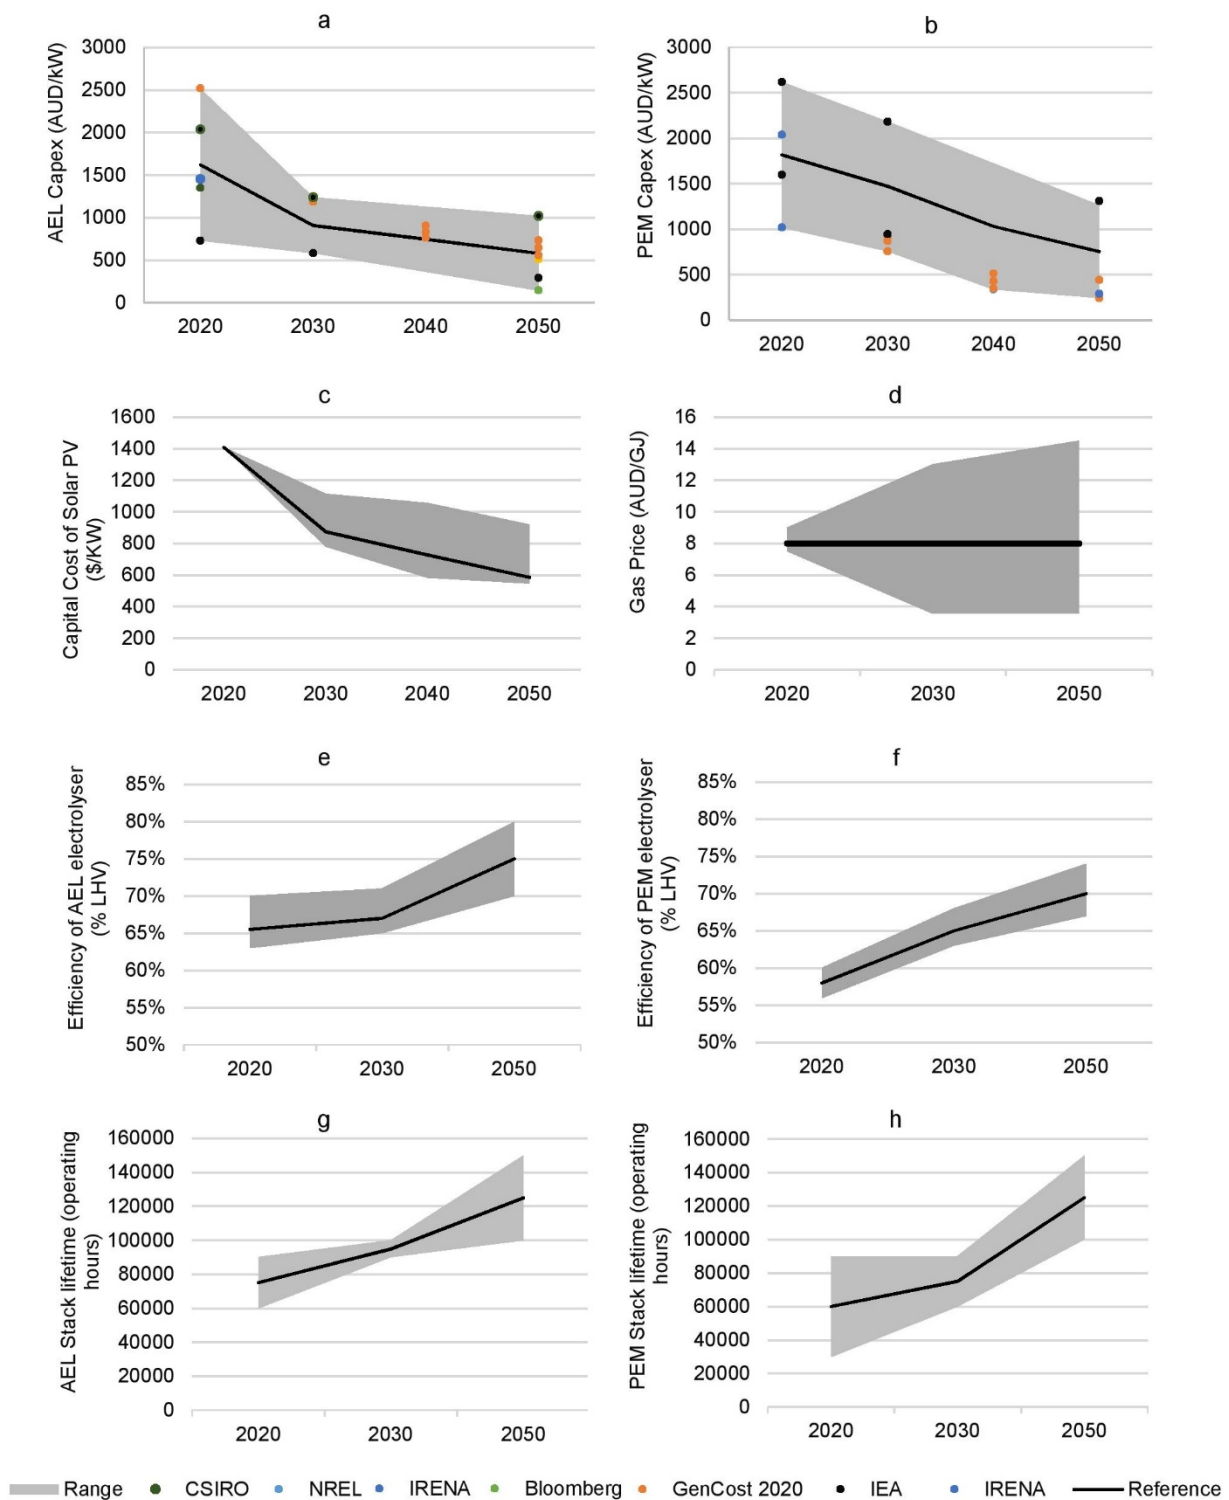 a
AEL Capex (AUD/kW)
3000
2500
2000
1500
1000
500
0
2020 2030 2040 2050
b
PEM Capex (AUD/kW)
3000
2500
2000
1500
1000
500
0
2020 2030 2040 2050
c
Capital Cost of Solar PV
($/KW)
1600
1400
1200
1000
800
600
400
200
0
2020 2030 2040 2050
d
Gas Price (AUD/GJ)
16
14
12
10
8
6
4
2
0
2020 2030 2050
e
Efficiency of AEL electrolyser
(% LHV)
85%
80%
75%
70%
65%
60%
55%
50%
2020 2030 2050
f
Efficiency of PEM electrolyser
(% LHV)
85%
80%
75%
70%
65%
60%
55%
50%
2020 2030 2050
g
AEL Stack lifetime (operating
hours)
160000
140000
120000
100000
80000
60000
40000
20000
0
2020 2030 2050
h
PEM Stack lifetime (operating
hours)
160000
140000
120000
100000
80000
60000
40000
20000
0
2020 2030 2050
Range CSIRO NREL IRENA Bloomberg GenCost 2020 IEA IRENA Reference